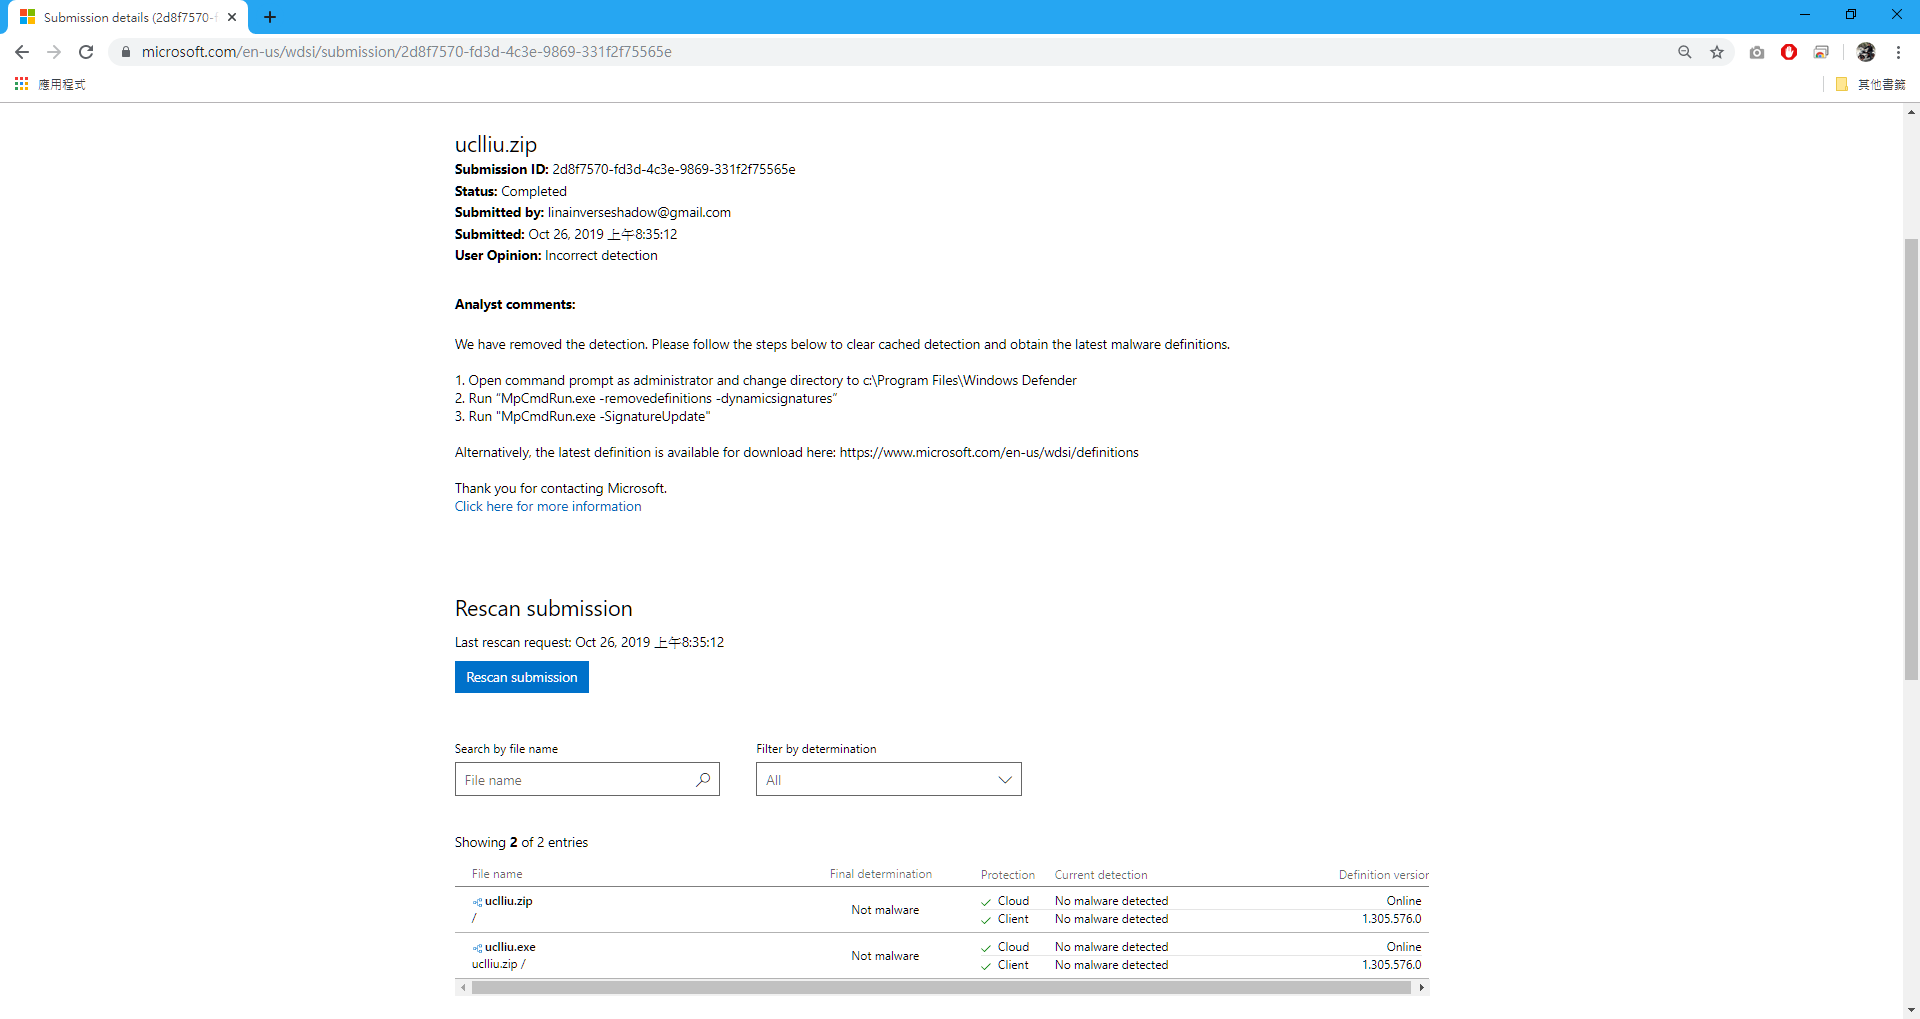 Submission details (2d8f7570-f
microsoft.com/en-us/wdsi/submission/2d8f7570-fd3d-4c3e-9869-331f2f75565e
應用程式
其他書籤
uclliu.zip
Submission ID: 2d8f7570-fd3d-4c3e-9869-331f2f75565e
Status: Completed
Submitted by: linainverseshadow@gmail.com
Submitted: Oct 26, 2019 上午8:35:12
User Opinion: Incorrect detection
Analyst comments:
We have removed the detection. Please follow the steps below to clear cached detection and obtain the latest malware definitions.
1. Open command prompt as administrator and change directory to c:\Program Files\Windows Defender
2. Run “MpCmdRun.exe -removedefinitions -dynamicsignatures”
3. Run "MpCmdRun.exe -SignatureUpdate"
Alternatively, the latest definition is available for download here: https://www.microsoft.com/en-us/wdsi/definitions
Thank you for contacting Microsoft.
Click here for more information
Rescan submission
Last rescan request: Oct 26, 2019 上午8:35:12
Rescan submission
Search by file name
Filter by determination
File name
All
Showing 2 of 2 entries
File name Final determination Protection Current detection Definition version
uclliu.zip
/
Not malware
Cloud No malware detected Online
Client No malware detected 1.305.576.0
uclliu.exe
uclliu.zip /
Not malware
Cloud No malware detected Online
Client No malware detected 1.305.576.0